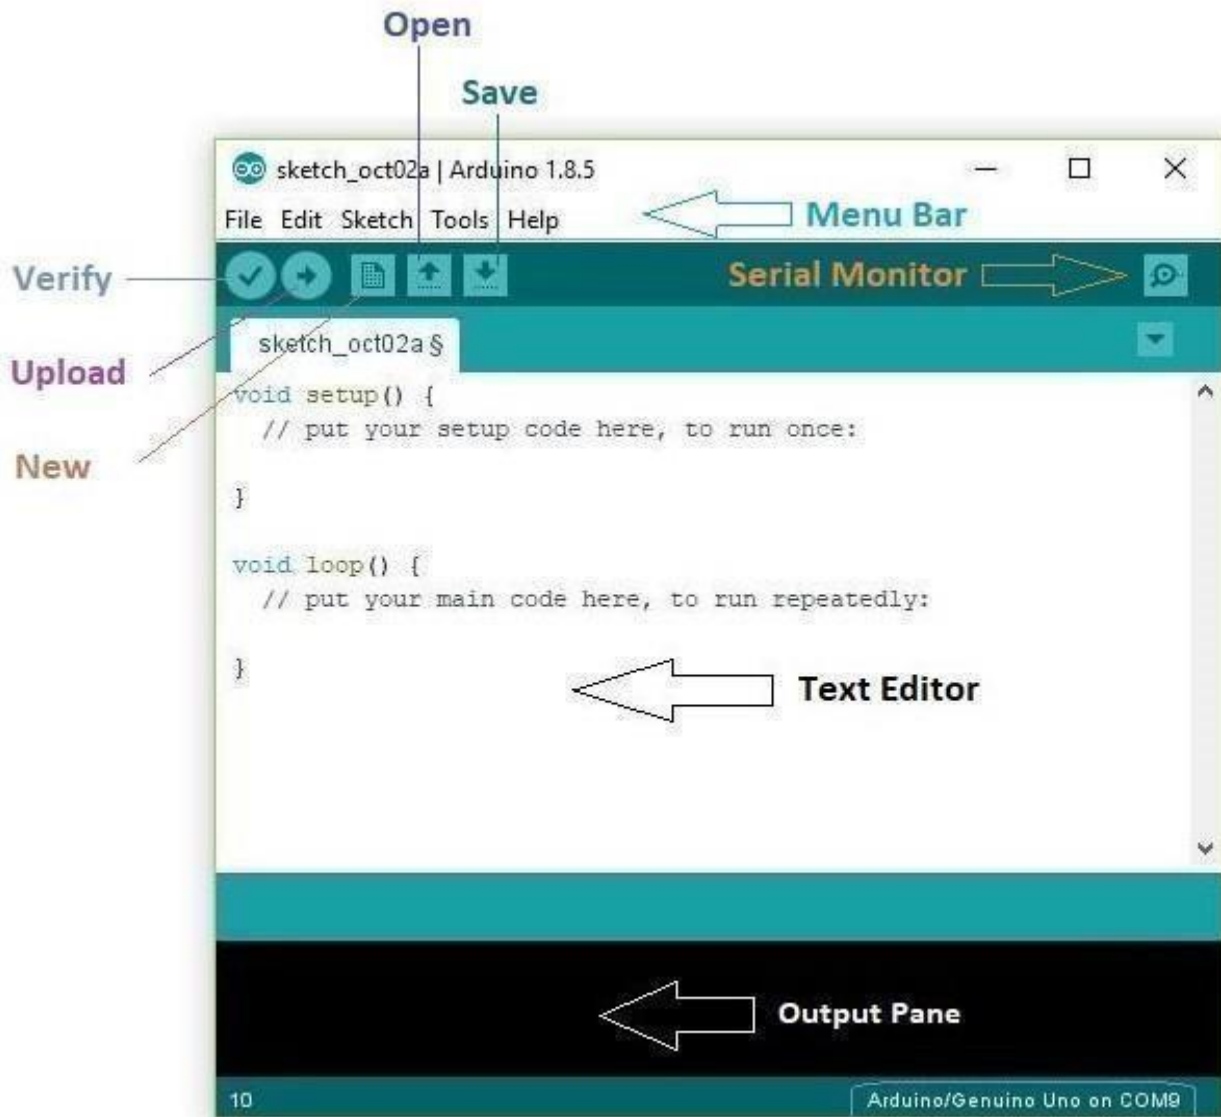 Open
Save
sketch_oct02a | Arduino 1.8.5
File Edit Sketch Tools Help
Menu Bar
Verify
Serial Monitor
sketch_oct02a §
Upload
void setup() {
// put your setup code here, to run once:
New
}
void loop() {
// put your main code here, to run repeatedly:
}
Text Editor
Output Pane
10
Arduino/Genuino Uno on COM9